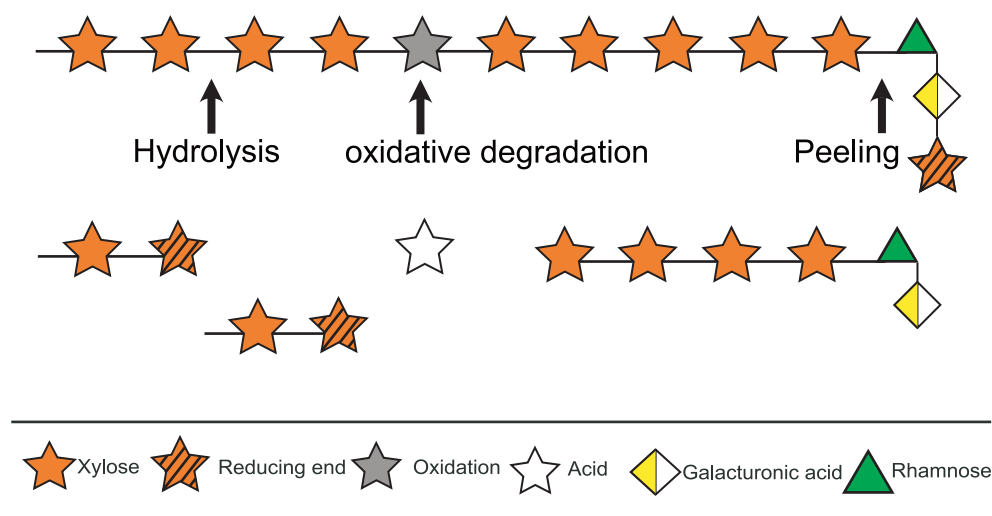 Hydrolysis oxidative degradation Peeling
Xylose Reducing end Oxidation Acid Galacturonic acid Rhamnose